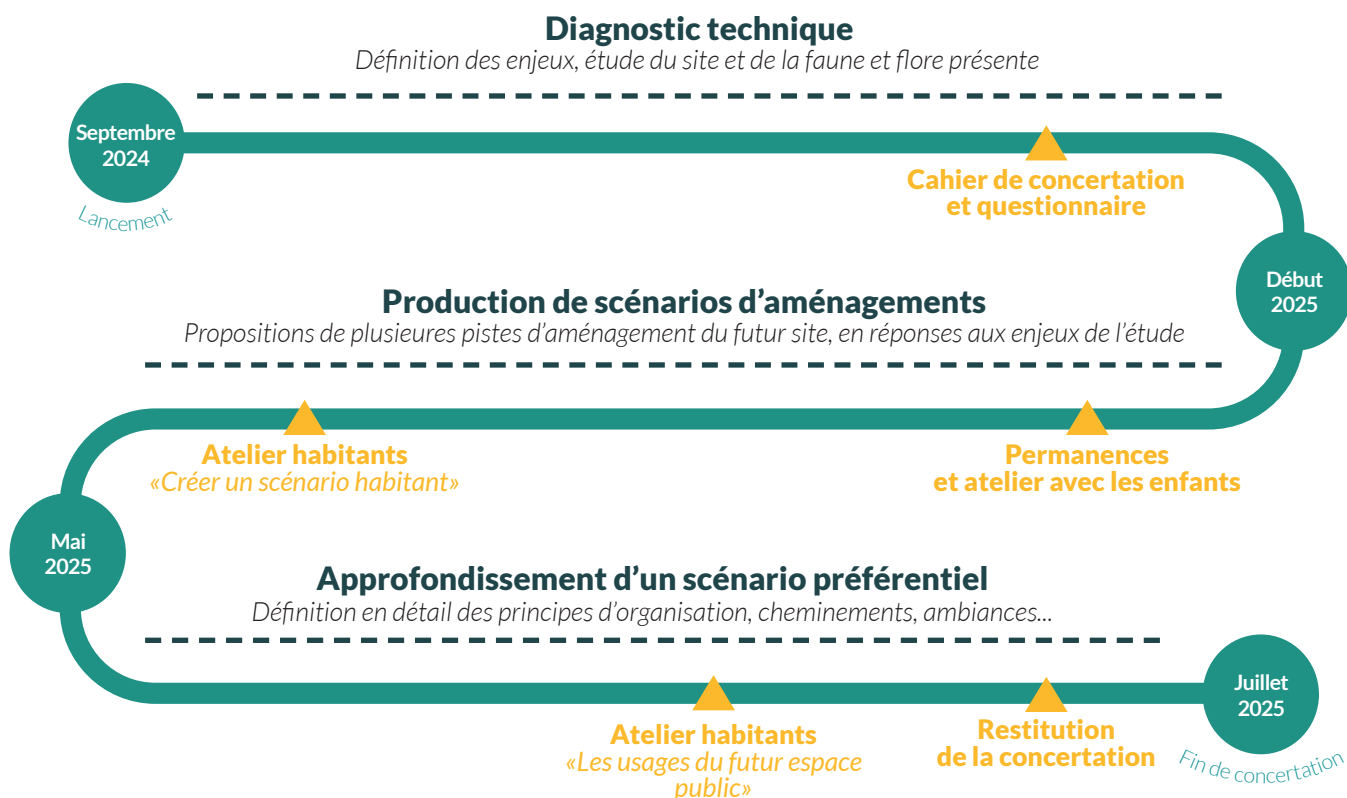 Diagnostic technique
Définition des enjeux, étude du site et de la faune et flore présente
Septembre
2024
Lancement
Cahier de concertation
et questionnaire
Début
2025
Production de scénarios d’aménagements
Propositions de plusieures pistes d’aménagement du futur site, en réponses aux enjeux de l’étude
Permanences
et atelier avec les enfants
Atelier habitants
«Créer un scénario habitant»
Mai
2025
Approfondissement d’un scénario préférentiel
Définition en détail des principes d’organisation, cheminements, ambiances...
Atelier habitants
«Les usages du futur espace
public»
Restitution
de la concertation
Juillet
2025
Fin de concertation